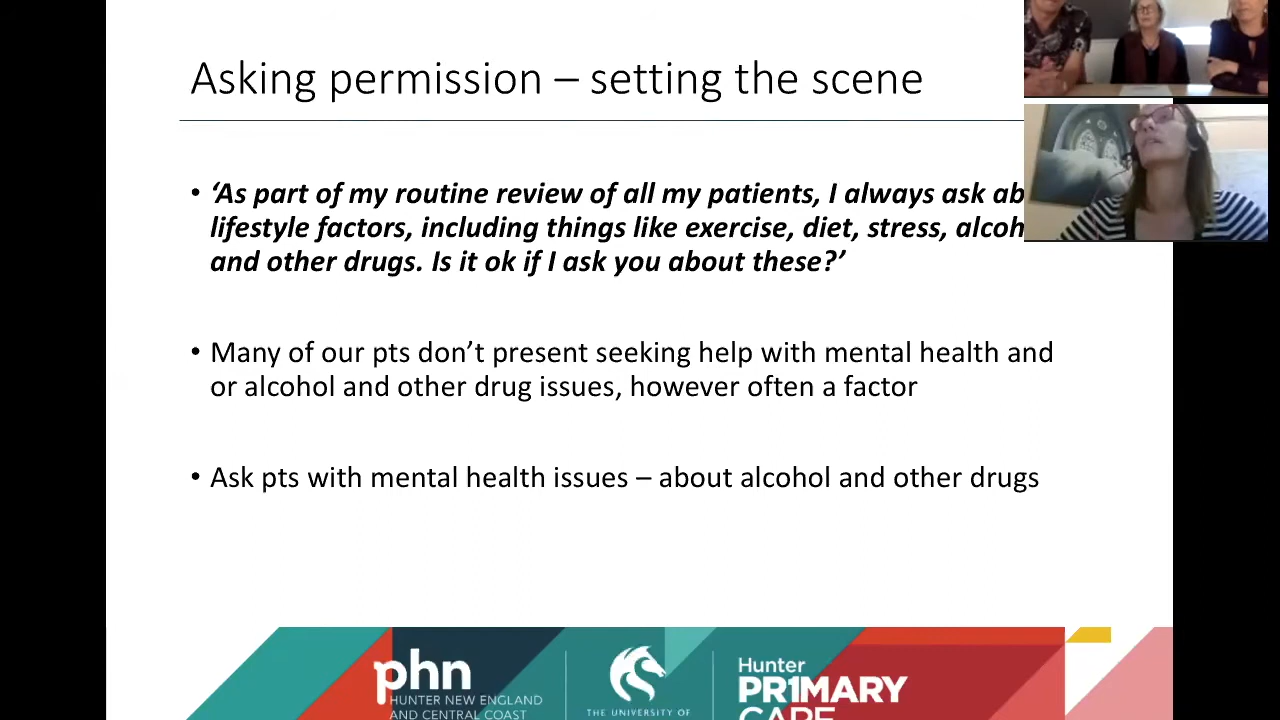 Asking permission – setting the scene
• ‘As part of my routine review of all my patients, I always ask ab
lifestyle factors, including things like exercise, diet, stress, alcoh
and other drugs. Is it ok if I ask you about these?’
• Many of our pts don’t present seeking help with mental health and
or alcohol and other drug issues, however often a factor
• Ask pts with mental health issues – about alcohol and other drugs
phn
HUNTER NEW ENGLAND
AND CENTRAL COAST
THE UNIVERSITY OF
Hunter
PR1MARY
CARE